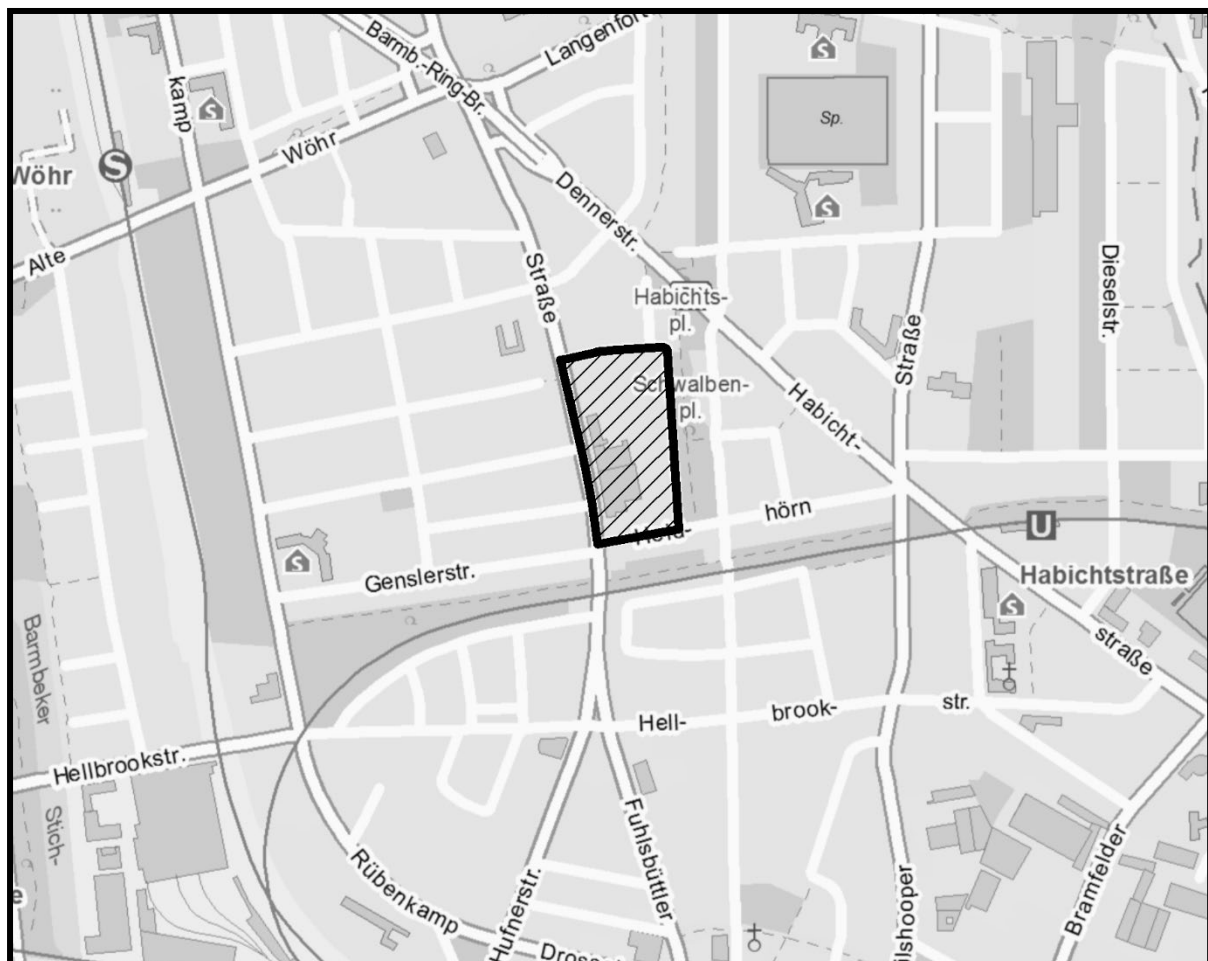 Langenfort
Barmb.-Ring-Br.
kamp
S
S
Sp.
Wöhr
S
Wöhr
S
Dennerstr.
Alte
Straße
Dieselstr.
Habichts-
pl.
Straße
Schwalben-
pl.
Habicht-
hörn
U
S
Genslerstr.
Habichtstraße
S
Barmbeker
straße
Hell-
brook-
str.
Hellbrookstr.
Stich-
Fuhlsbüttler
Bramfelder
Rübenkamp
Hufnerstr.